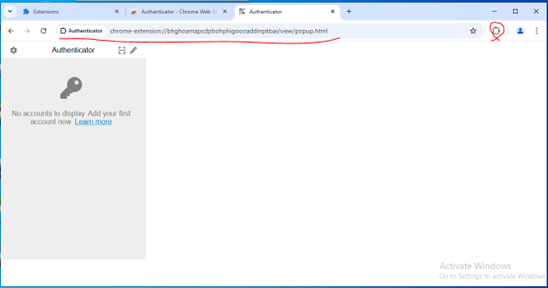 Extensions
Authenticator - Chrome Web S
Authenticator
Authenticator chrome-extension://bhghoamapcdpbohphigoooaddinpkbai/view/popup.html
Authenticator
No accounts to display. Add your first
account now. Learn more
Activate Windows
Go to Settings to activate Windows.